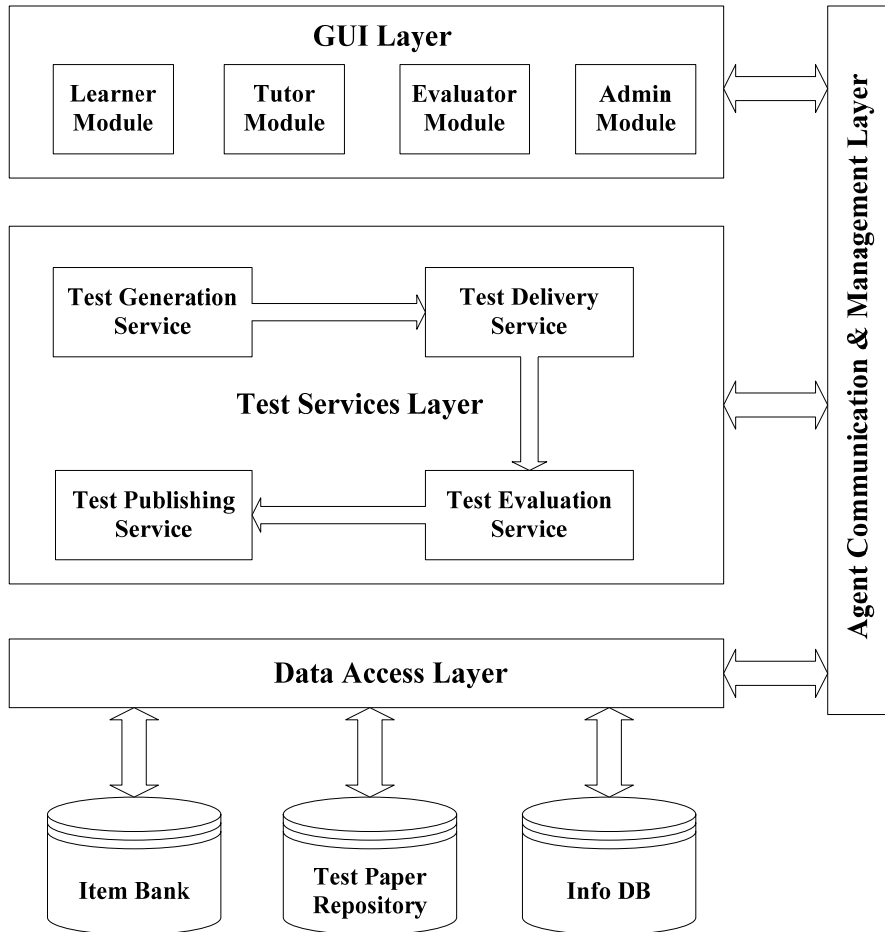 GUI Layer
Learner
Module
Tutor
Module
Evaluator
Module
Admin
Module
Agent Communication & Management Layer
Test Generation
Service
Test Delivery
Service
Test Services Layer
Test Publishing
Service
Test Evaluation
Service
Data Access Layer
Item Bank
Test Paper
Repository
Info DB